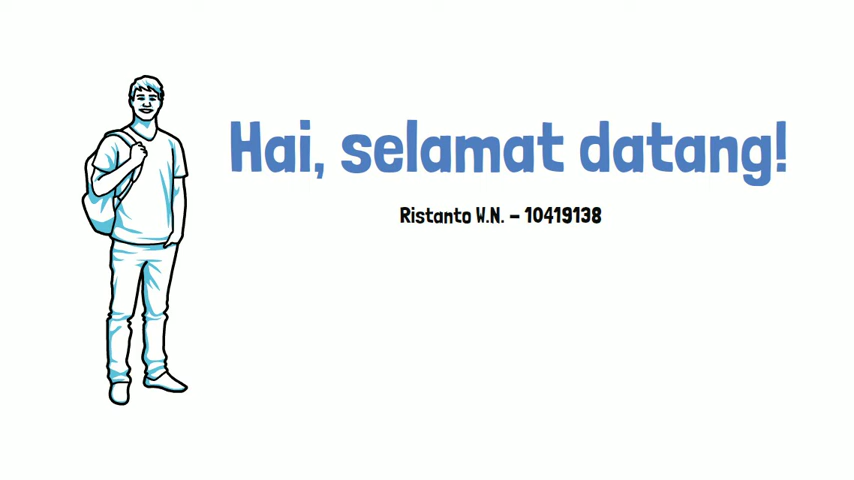 Hai, selamat datang!
Ristanto W.N. – 10419138